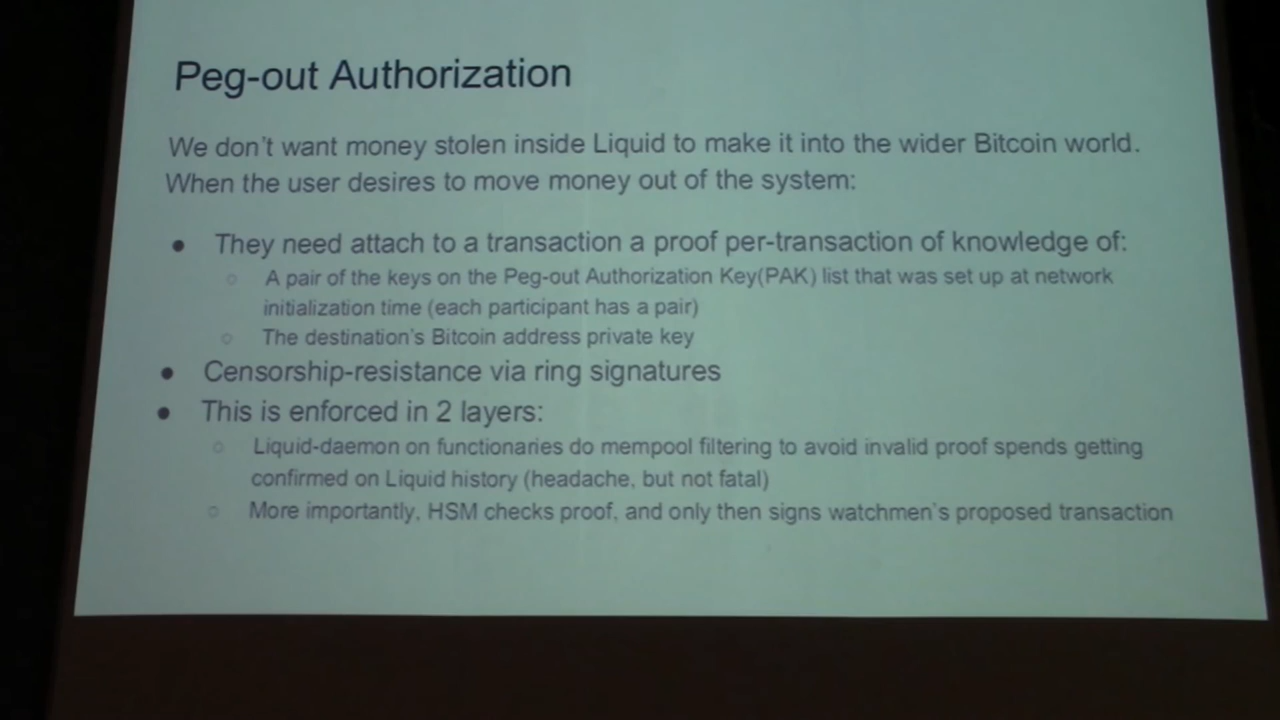 Peg-out Authorization
We don't want money stolen inside Liquid to make it into the wider Bitcoin world.
When the user desires to move money out of the system:
● They need attach to a transaction a proof per-transaction of knowledge of:
○ A pair of the keys on the Peg-out Authorization Key(PAK) list that was set up at network
initialization time (each participant has a pair)
○ The destination's Bitcoin address private key
● Censorship-resistance via ring signatures
● This is enforced in 2 layers:
○ Liquid-daemon on functionaries do mempool filtering to avoid invalid proof spends getting
confirmed on Liquid history (headache, but not fatal)
○ More importantly, HSM checks proof, and only then signs watchmen's proposed transaction